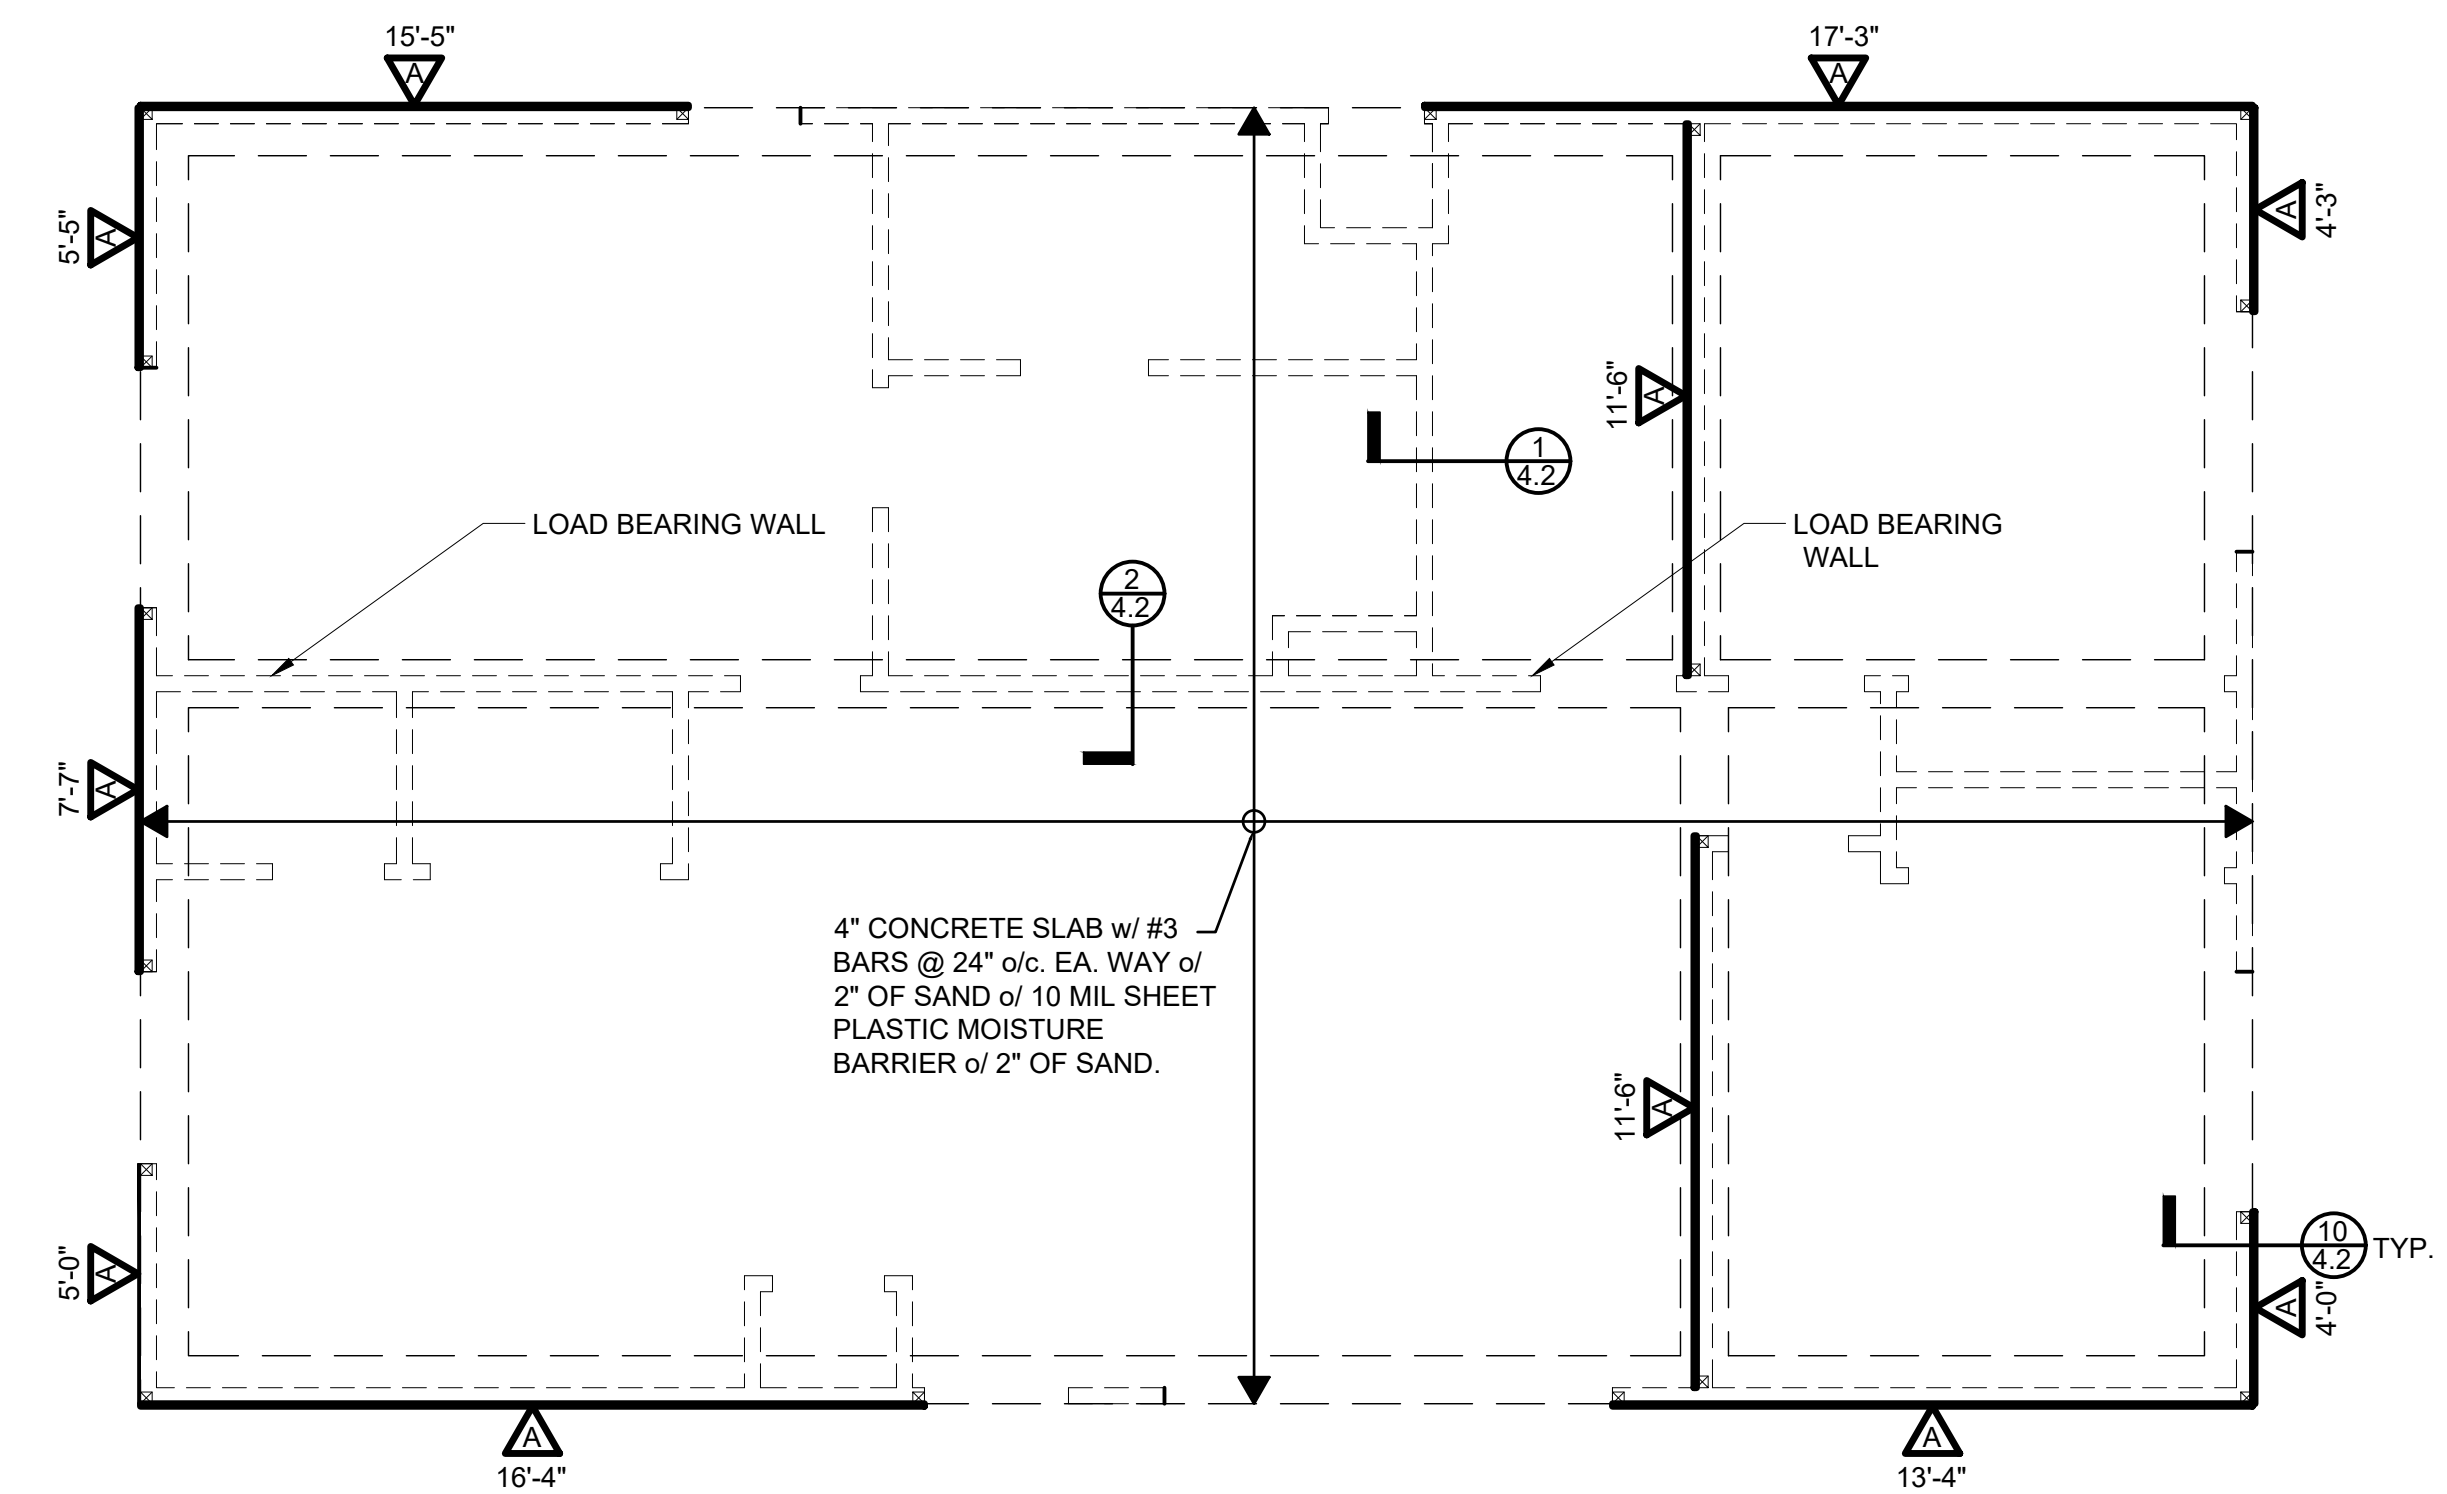 15'-5"
A
17'-3"
A
5'-5"
A
4'-3"
A
11'-6"
A
1
4.2
LOAD BEARING WALL
LOAD BEARING
WALL
2
4.2
7'-7"
A
4" CONCRETE SLAB w/ #3
BARS @ 24" o/c. EA. WAY o/
2" OF SAND o/ 10 MIL SHEET
PLASTIC MOISTURE
BARRIER o/ 2" OF SAND.
11'-6"
A
5'-0"
A
10
4.2
TYP.
4'-0"
A
A
16'-4"
A
13'-4"